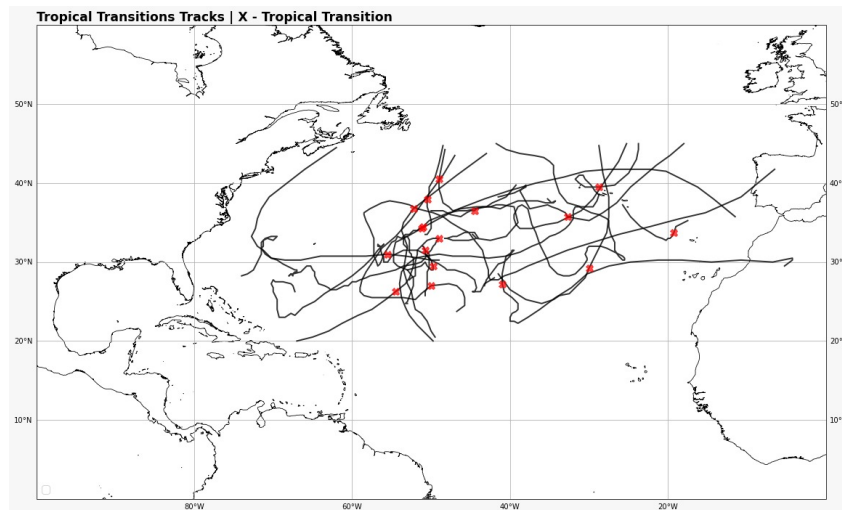 Tropical Transitions Tracks | X - Tropical Transition
50°N 50°N
40°N 40°N
30°N 30°N
20°N 20°
10°N 10°N
80°W 60°W 40°W 20°W